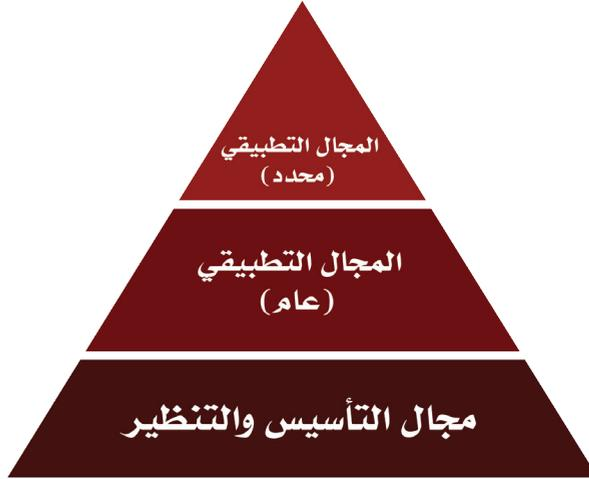 المجال التطبيقي
(محدد)
المجال التطبيقي
(عام)
مجال التأسيس والتنظير